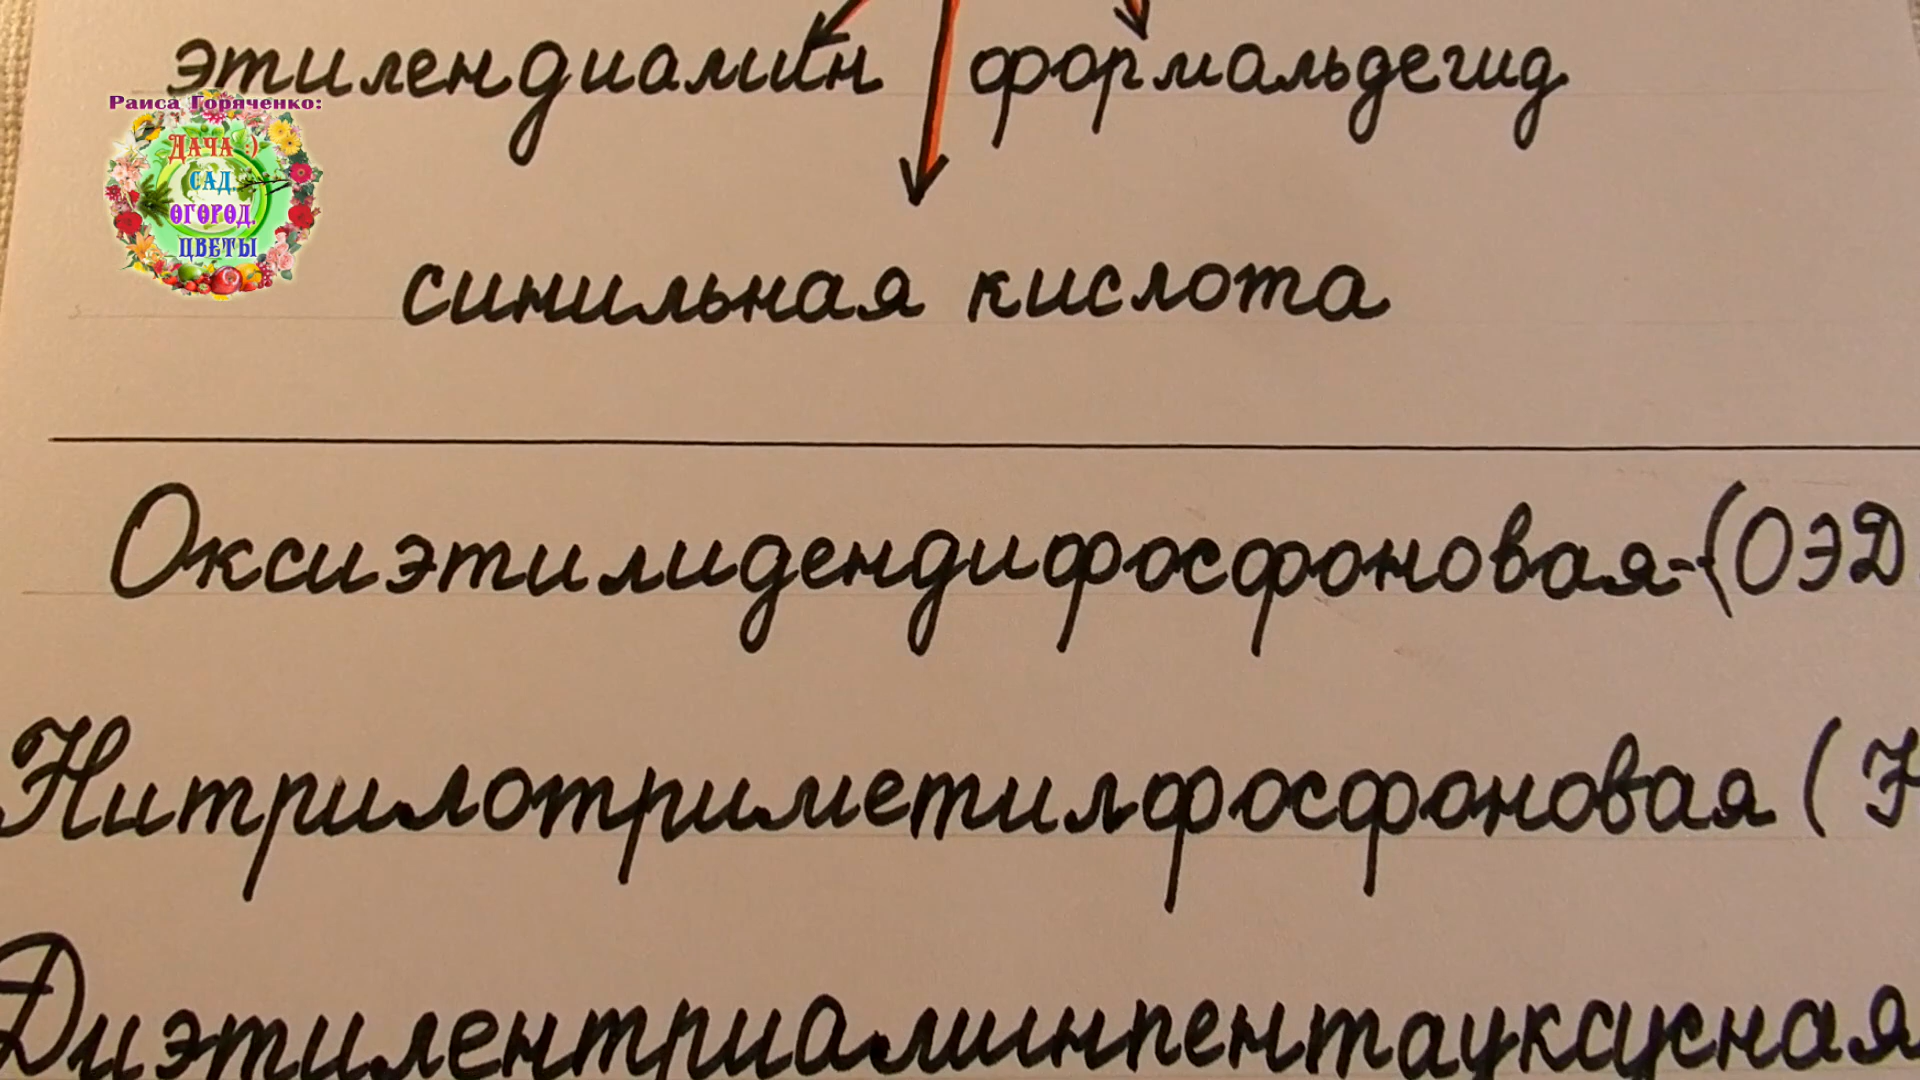 этилендиамин формальдегид
Раиса Горяченко:
Дача :)
сад,
огород,
цветы
синильная кислота
Оксиэтилидендифосфоновая-(ОЭД
Нитрилотриметилфосфоновая (Н
Диэтилентриаминпентауксусная